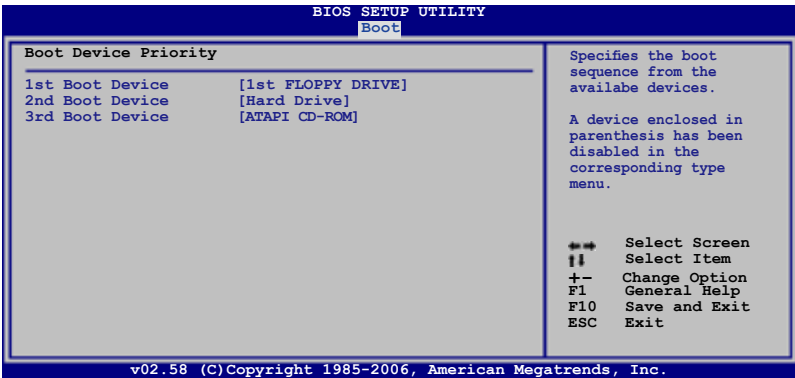 BIOS SETUP UTILITY
Boot
Boot Device Priority
1st Boot Device [1st FLOPPY DRIVE]
2nd Boot Device [Hard Drive]
3rd Boot Device [ATAPI CD-ROM]
Specifies the boot
sequence from the
availabe devices.
A device enclosed in
parenthesis has been
disabled in the
corresponding type
menu.
←→ Select Screen
↑↓ Select Item
+- Change Option
F1 General Help
F10 Save and Exit
ESC Exit
v02.58 (C)Copyright 1985-2006, American Megatrends, Inc.